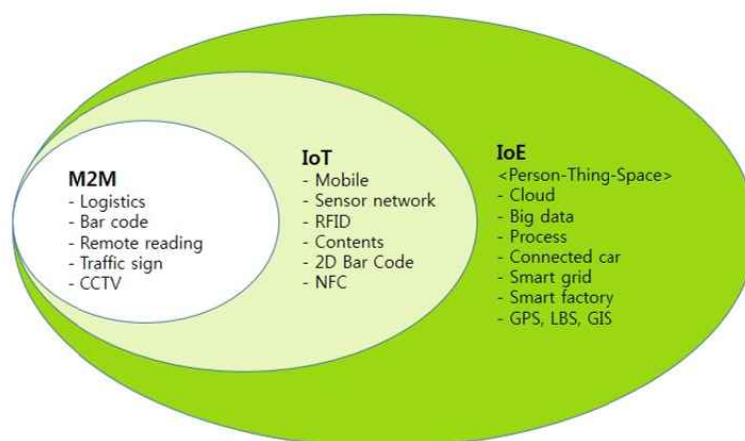 M2M
- Logistics
- Bar code
- Remote reading
- Traffic sign
- CCTV
IoT
- Mobile
- Sensor network
- RFID
- Contents
- 2D Bar Code
- NFC
IoE
<Person-Thing-Space>
- Cloud
- Big data
- Process
- Connected car
- Smart grid
- Smart factory
- GPS, LBS, GIS